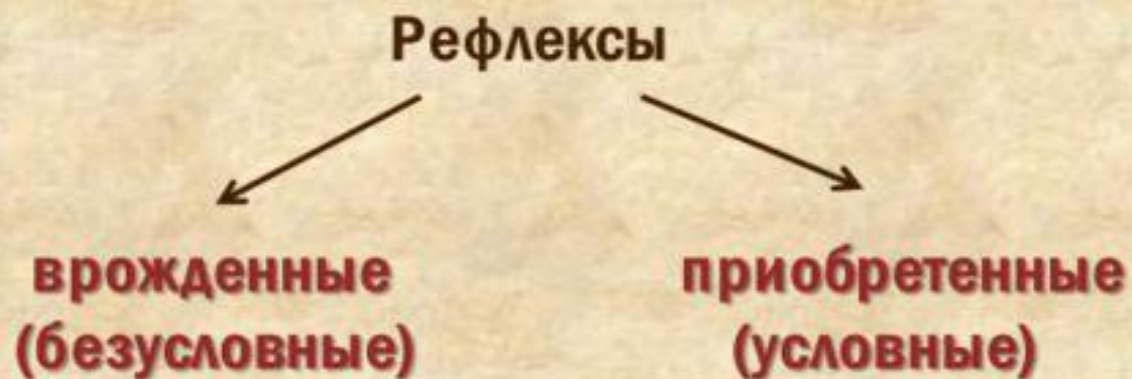 Рефлексы
врожденные
(безусловные)
приобретенные
(условные)